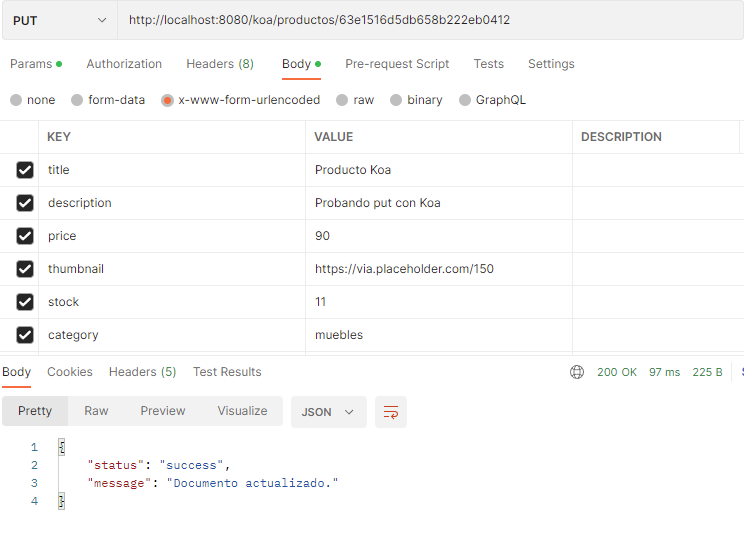 PUT http://localhost:8080/koa/productos/63e1516d5db658b222eb0412
Params Authorization Headers (8) Body Pre-request Script Tests Settings
none form-data x-www-form-urlencoded raw binary GraphQL
KEY VALUE DESCRIPTION
title Producto Koa
description Probando put con Koa
price 90
thumbnail https://via.placeholder.com/150
stock 11
category muebles
Body Cookies Headers (5) Test Results 200 OK 97 ms 225 B
Pretty Raw Preview Visualize JSON
1 {
2 "status": "success",
3 "message": "Documento actualizado."
4 }